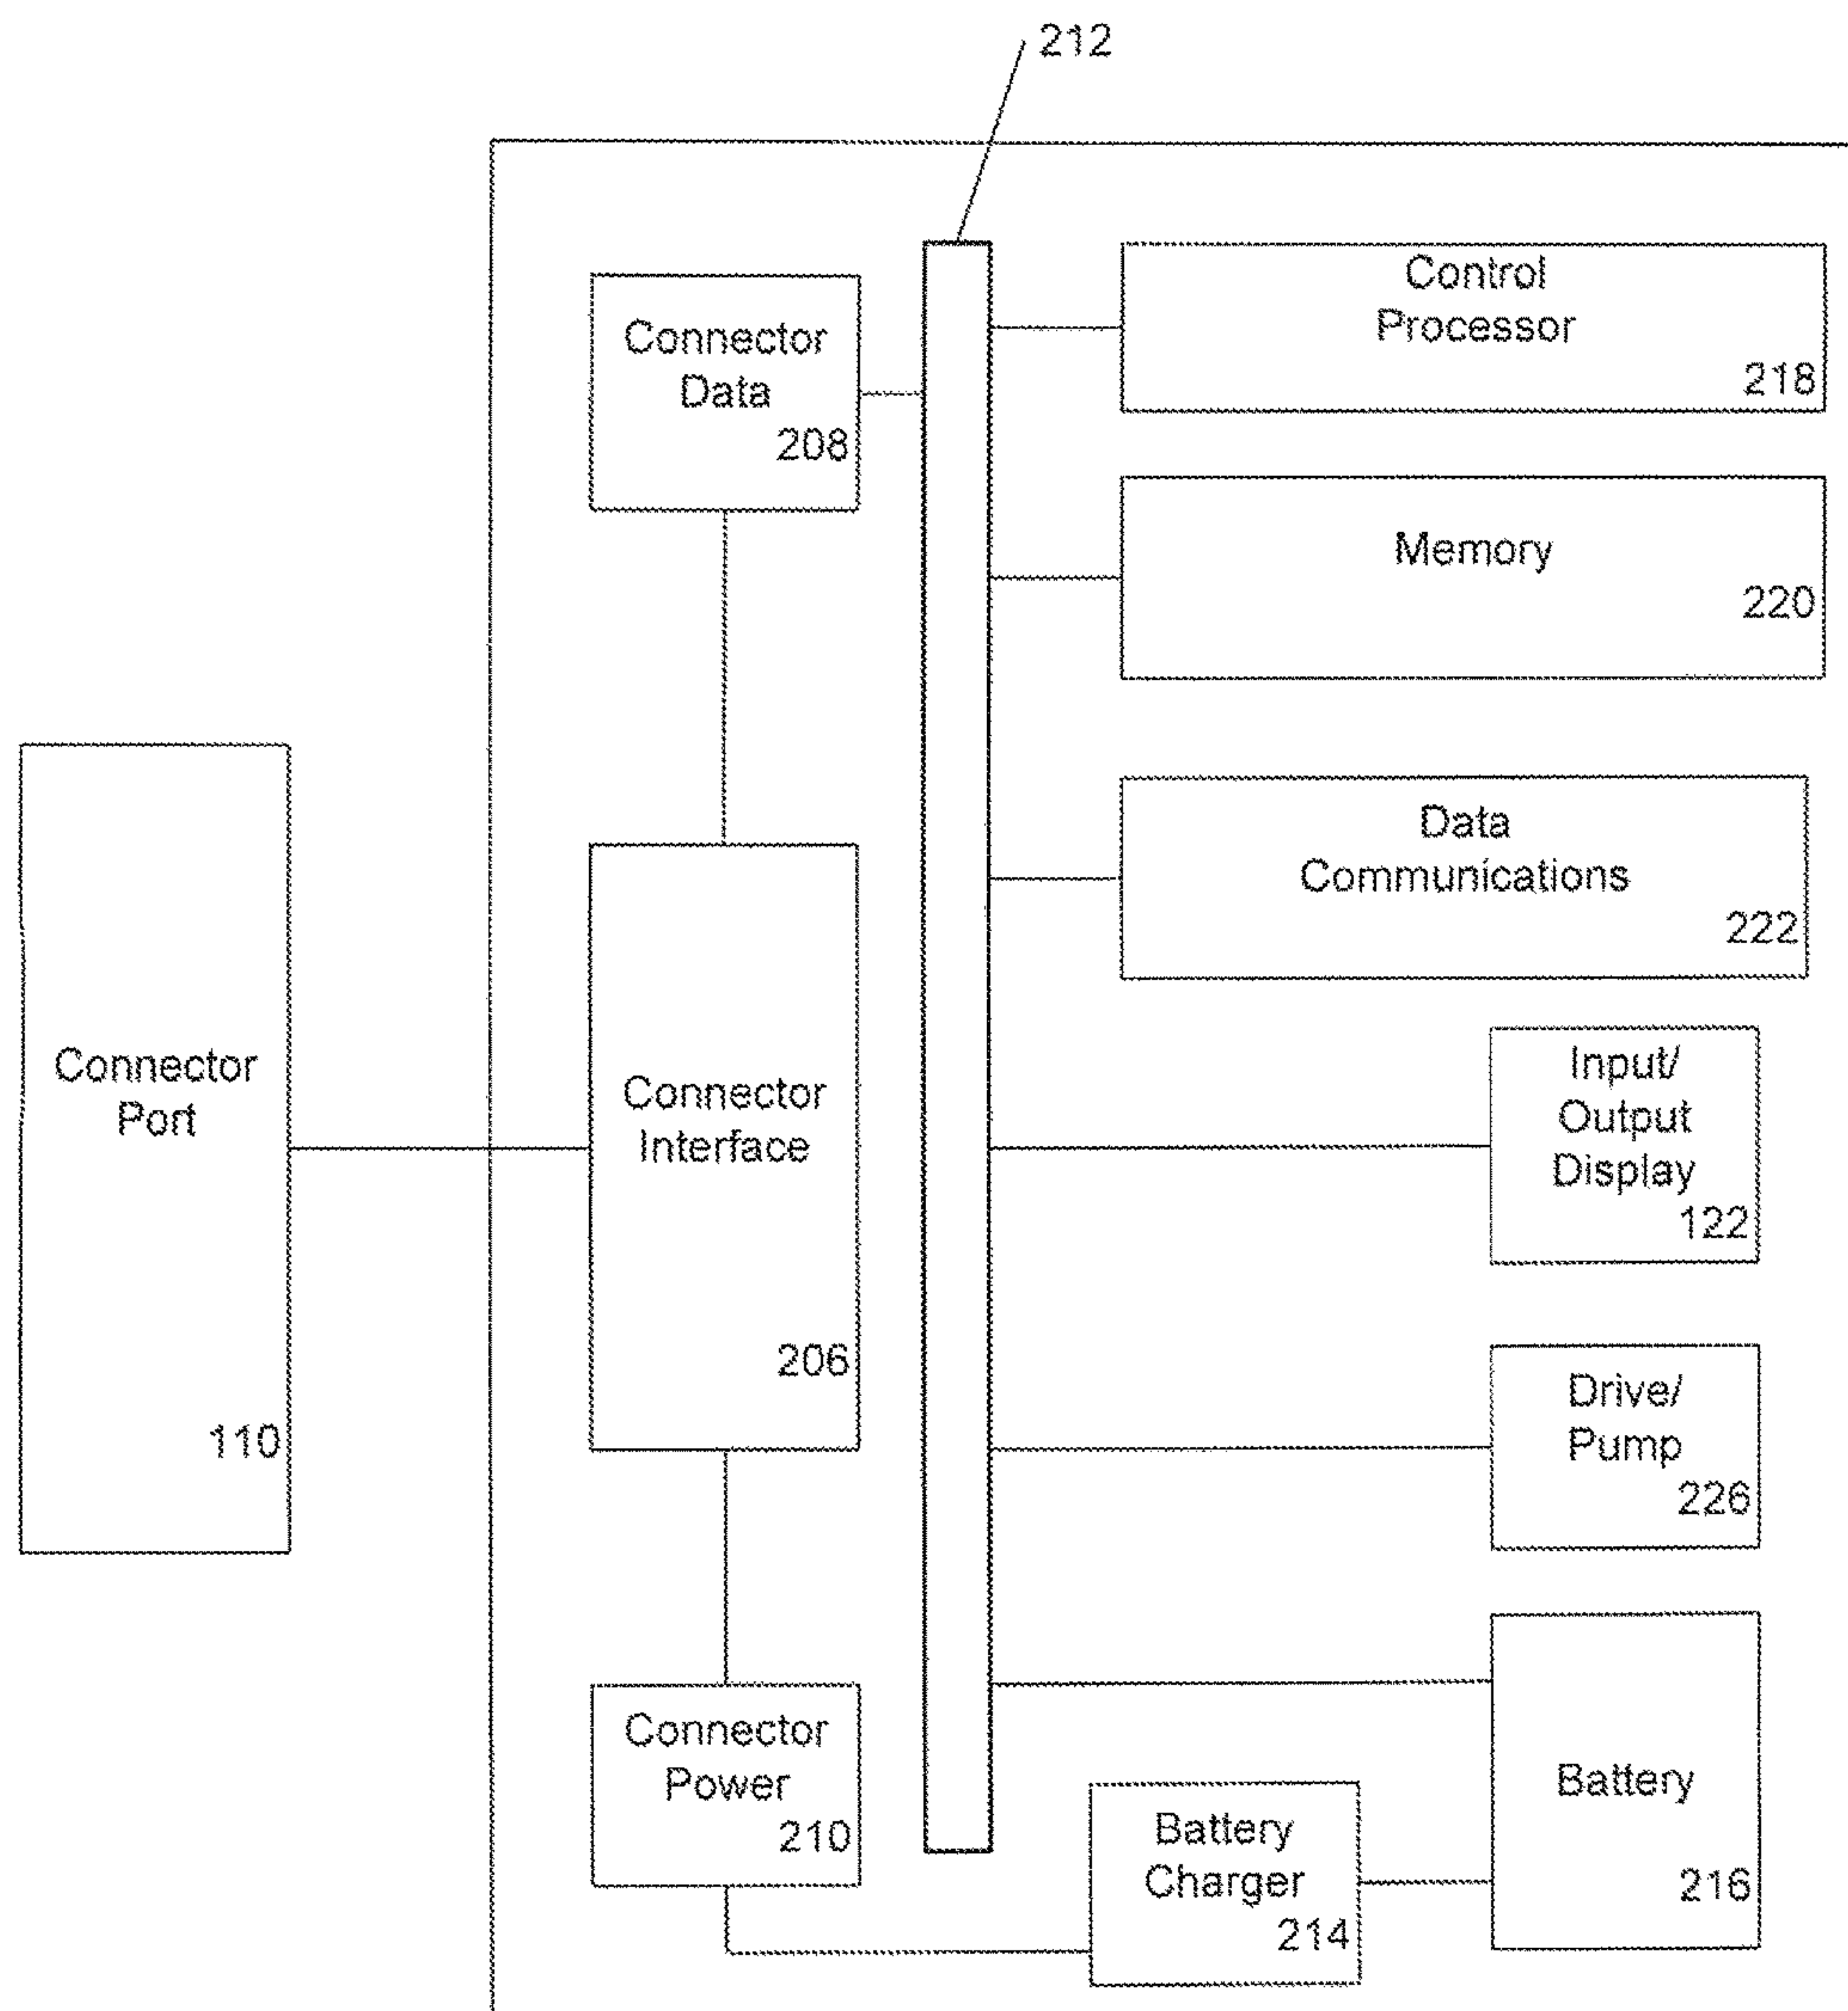 212
Control
Processor
218
Connector
Data
208
Memory
220
Data
Communications
222
Connector
Port
110
Connector
Interface
206
Input/
Output
Display
122
Drive/
Pump
226
Connector
Power
210
Battery
Charger
214
Battery
216